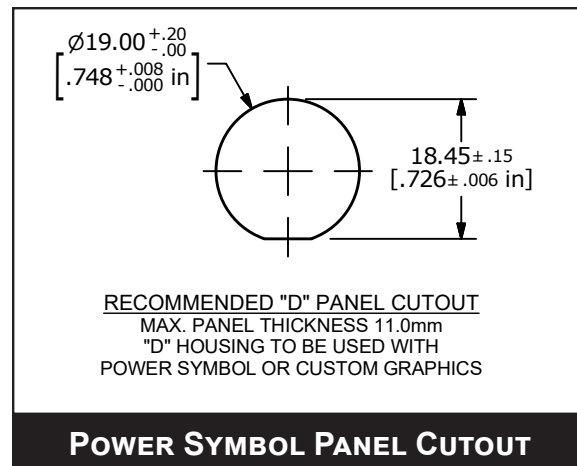 Ø19.00 +.20 -.00
[.748 +.008 -.000 in]
18.45± .15
[.726± .006 in]
RECOMMENDED "D" PANEL CUTOUT
MAX. PANEL THICKNESS 11.0mm
"D" HOUSING TO BE USED WITH
POWER SYMBOL OR CUSTOM GRAPHICS
POWER SYMBOL PANEL CUTOUT